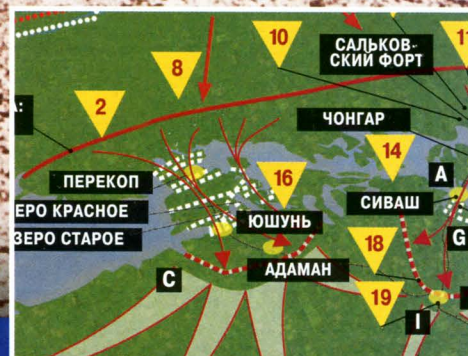 10
САЛЬКОВ-
СКИЙ ФОРТ
11
8
2
А:
ЧОНГАР
14
ПЕРЕКОП
16
А
ЕРО КРАСНОЕ
СИВАШ
ЮШУНЬ
G
ЗЕРО СТАРОЕ
18
АДАМАН
С
19
I